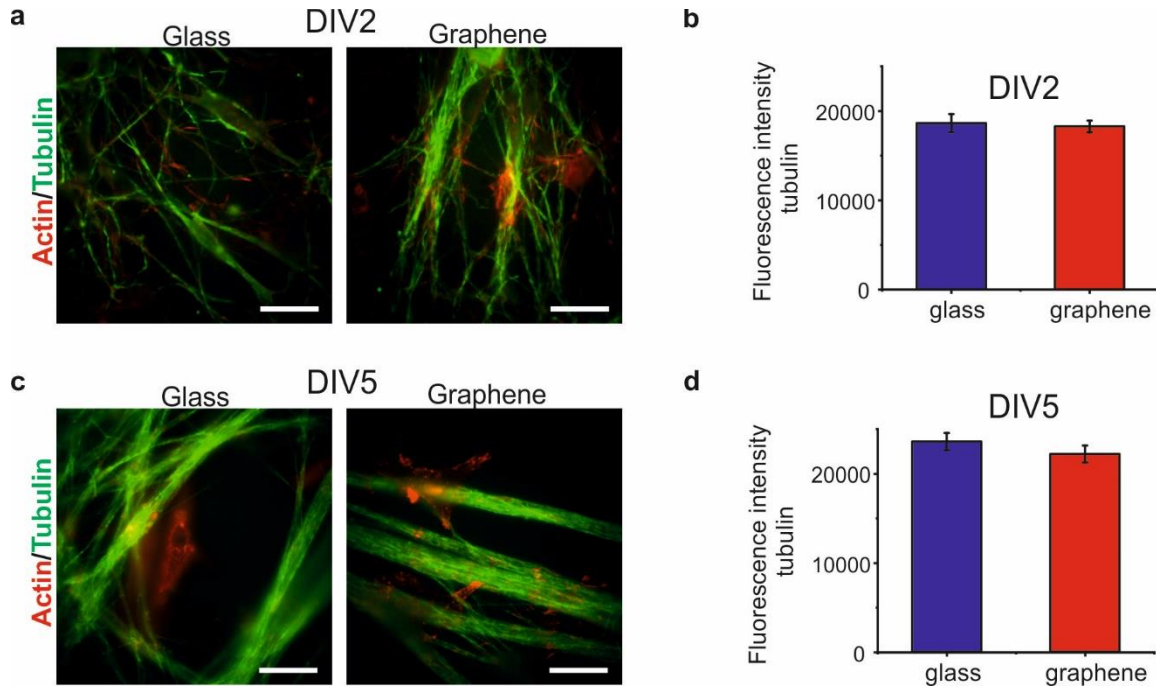 a
DIV2
Glass
Graphene
Actin/Tubulin
b
DIV2
Fluorescence intensity
tubulin
20000
10000
0
glass
graphene
c
DIV5
Glass
Graphene
Actin/Tubulin
d
DIV5
Fluorescence intensity
tubulin
20000
10000
0
glass
graphene